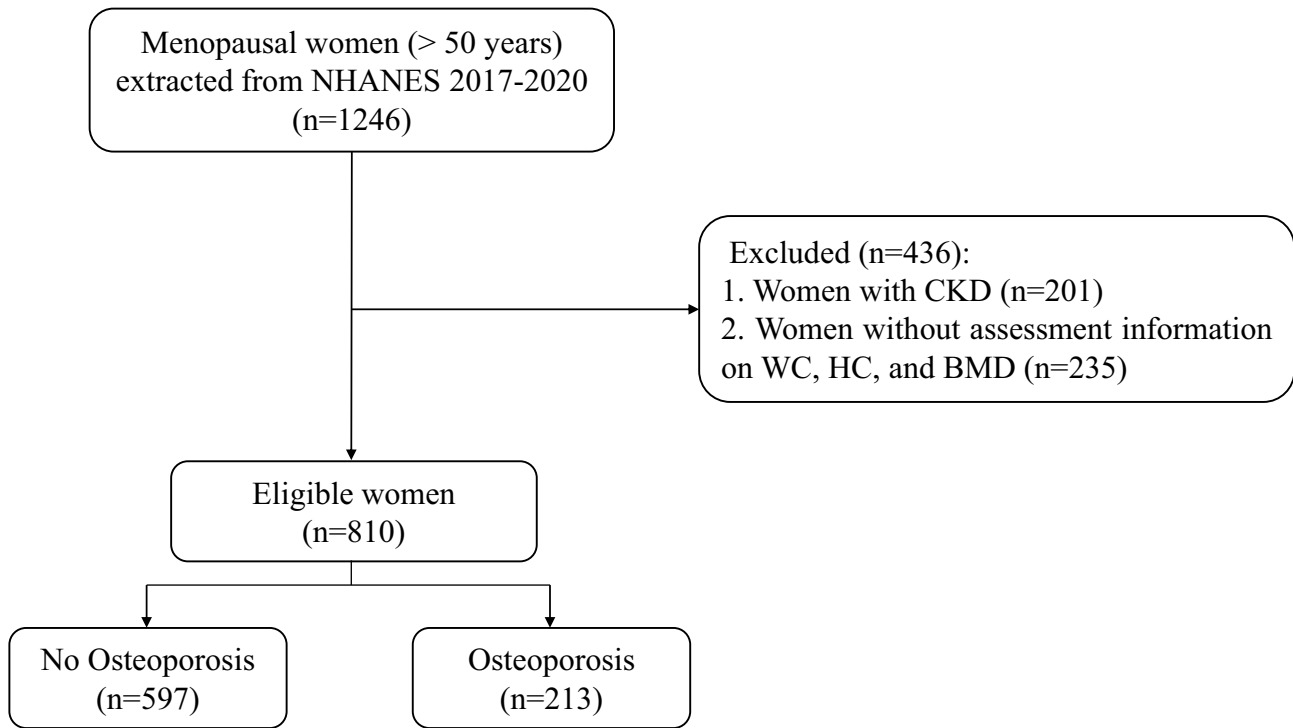 Menopausal women (> 50 years)
extracted from NHANES 2017-2020
(n=1246)
Excluded (n=436):
1. Women with CKD (n=201)
2. Women without assessment information
on WC, HC, and BMD (n=235)
Eligible women
(n=810)
No Osteoporosis
(n=597)
Osteoporosis
(n=213)